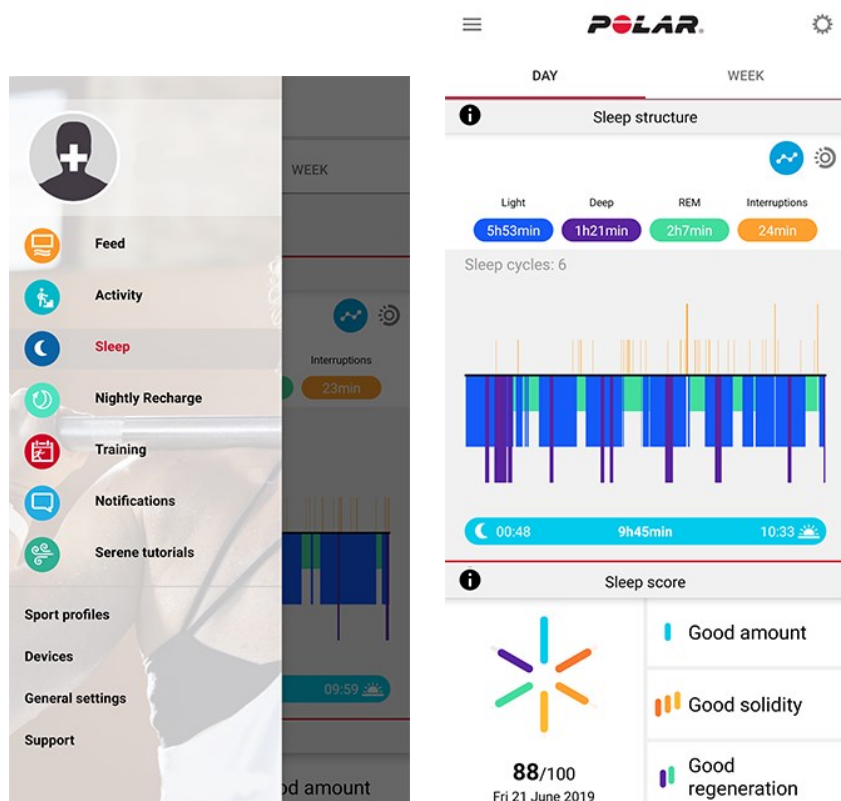 WEEK
Feed
Activity
Sleep
Interruptions
Nightly Recharge
23min
Training
Notifications
Serene tutorials
Sport profiles
Devices
General settings
09:59
Support
od amount
POLAR.
DAY WEEK
Sleep structure
Light Deep REM Interruptions
5h53min 1h21min 2h7min 24min
Sleep cycles: 6
00:48 9h45min 10:33
Sleep score
Good amount
Good solidity
88/100
Fri 21 June 2019
Good
regeneration